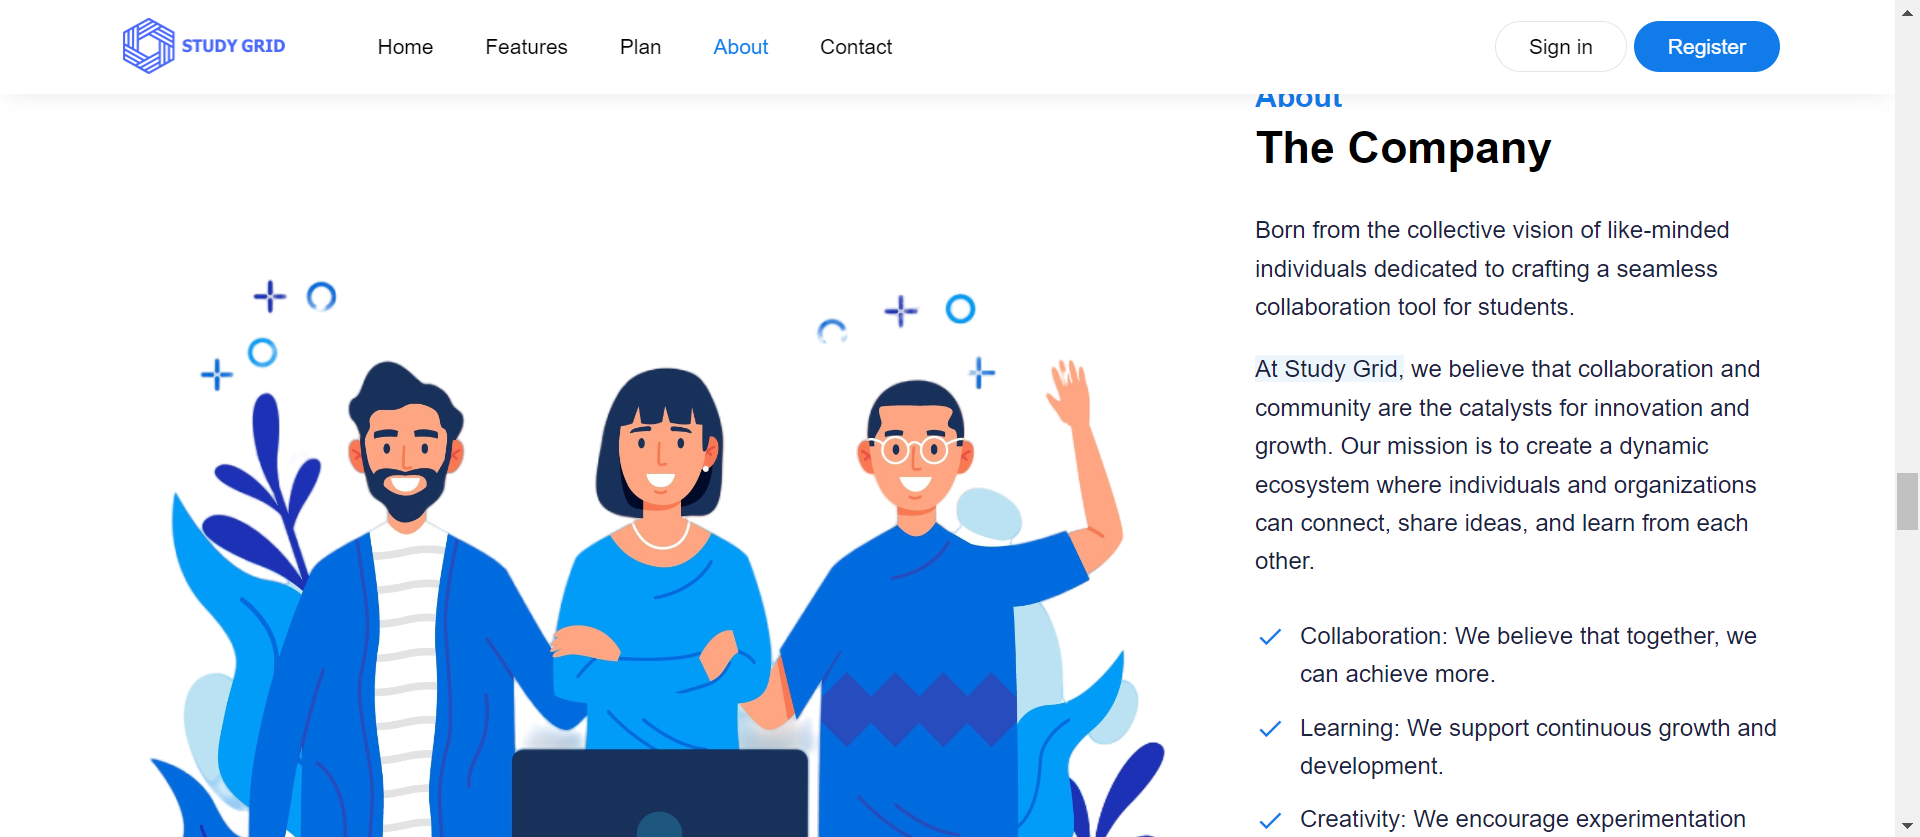 STUDY GRID
Home
Features
Plan
About
Contact
Sign in
Register
About
The Company
Born from the collective vision of like-minded
individuals dedicated to crafting a seamless
collaboration tool for students.
At Study Grid, we believe that collaboration and
community are the catalysts for innovation and
growth. Our mission is to create a dynamic
ecosystem where individuals and organizations
can connect, share ideas, and learn from each
other.
Collaboration: We believe that together, we
can achieve more.
Learning: We support continuous growth and
development.
Creativity: We encourage experimentation